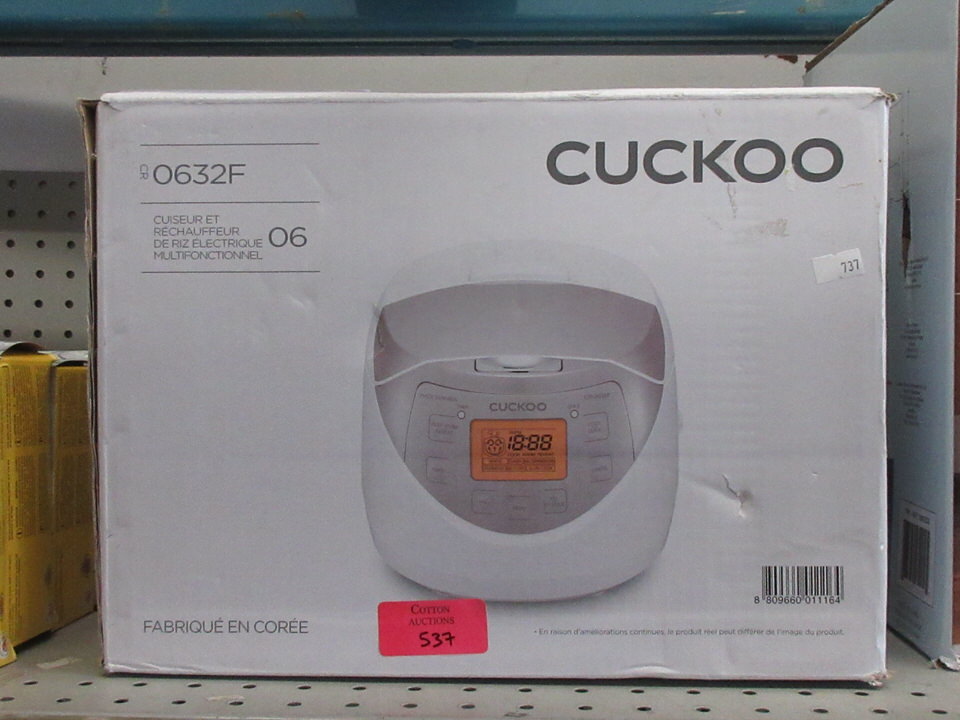 CR 0632F
CUCKOO
CUISEUR ET
RÉCHAUFFEUR
DE RIZ ÉLECTRIQUE
MULTIFONCTIONNEL
06
737
CUCKOO
18:88
8 809660 011164
FABRIQUÉ EN CORÉE
COTTON
AUCTIONS
537
• En raison d'améliorations continues, le produit réel peut différer de l'image du produit.